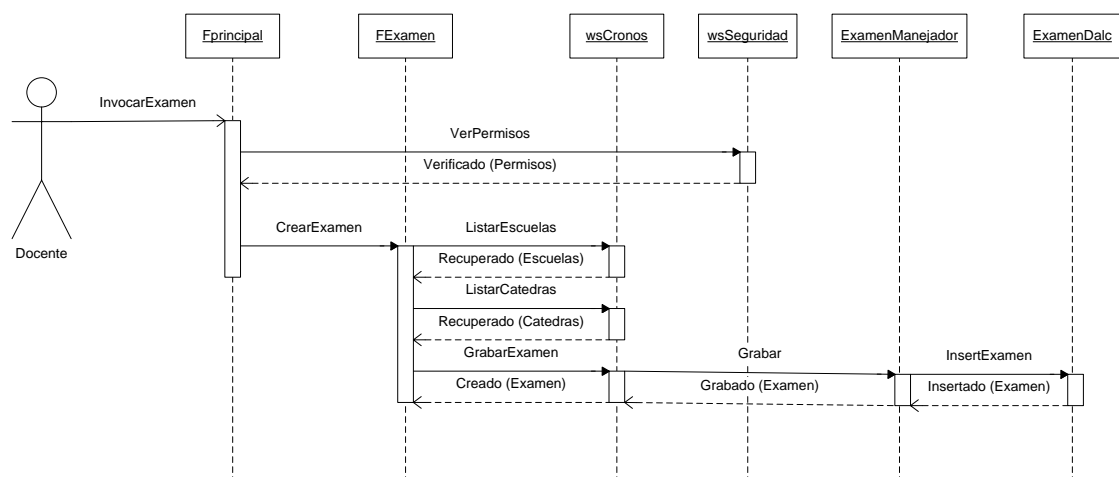 Fprincipal
FExamen
wsCronos
wsSeguridad
ExamenManejador
ExamenDalc
InvocarExamen
VerPermisos
Verificado (Permisos)
Docente
CrearExamen
ListarEscuelas
Recuperado (Escuelas)
ListarCatedras
Recuperado (Catedras)
GrabarExamen
Grabar
InsertExamen
Creado (Examen)
Grabado (Examen)
Insertado (Examen)